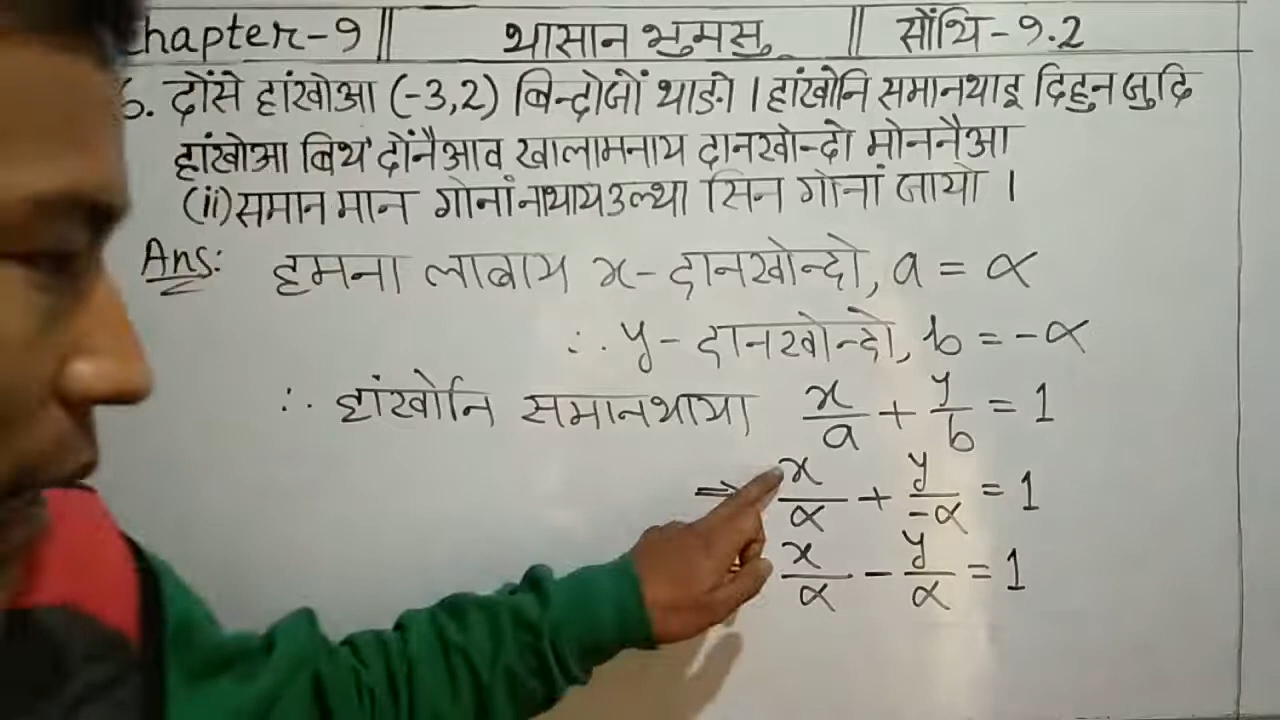 Chapter-9 || थासान भुमसु || सोंथि-9.2
6. दोंसे हांखोआ (-3,2) बिन्दोजों थाङो । हांखोनि समानथाइ दिहुन जुदि
हांखोआ बिथ' दोंनैआव खालामनाय दानखोन्दो मोननैआ
(ii) समान मान गोनां नाथाय उल्था सिन गोनां जायो ।
Ans: हमना लाबाय x-दानखोन्दो, a = α
∴ y-दानखोन्दो, b = -α
∴ हांखोनि समानथाया x/a + y/b = 1
⇒ x/α + y/-α = 1
x/α - y/α = 1